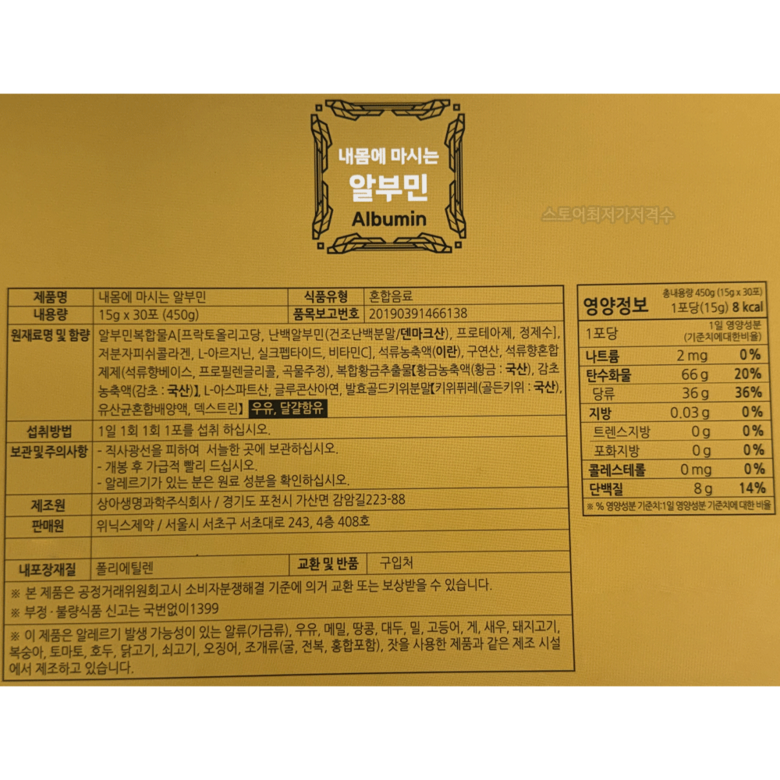 내몸에 마시는
알부민
Albumin
스토어최저가저격수
제품명 내몸에 마시는 알부민 식품유형 혼합음료
내용량 15g x 30포 (450g) 품목보고번호 20190391466138
원재료명 및 함량 알부민복합물A[프락토올리고당, 난백알부민(건조난백분말/덴마크산), 프로테아제, 정제수],
저분자피쉬콜라겐, L-아르지닌, 실크펩타이드, 비타민C], 석류농축액(이란), 구연산, 석류향혼합
제제(석류향베이스, 프로필렌글리콜, 곡물주정), 복합황금추출물【황금농축액(황금 : 국산), 감초
농축액(감초 : 국산)】, L-아스파트산, 글루콘산아연, 발효골드키위분말【키위퓨레(골든키위 : 국산),
유산균혼합배양액, 덱스트린】 우유, 달걀함유
섭취방법 1일 1회 1회 1포를 섭취 하십시오.
보관및주의사항 - 직사광선을 피하여 서늘한 곳에 보관하십시오.
- 개봉 후 가급적 빨리 드십시오.
- 알레르기가 있는 분은 원료 성분을 확인하십시오.
제조원 상아생명과학주식회사 / 경기도 포천시 가산면 감암길223-88
판매원 위닉스제약 / 서울시 서초구 서초대로 243, 4층 408호
내포장재질 폴리에틸렌 교환 및 반품 구입처
※ 본 제품은 공정거래위원회고시 소비자분쟁해결 기준에 의거 교환 또는 보상받을 수 있습니다.
※ 부정 · 불량식품 신고는 국번없이1399
※ 이 제품은 알레르기 발생 가능성이 있는 알류(가금류), 우유, 메밀, 땅콩, 대두, 밀, 고등어, 게, 새우, 돼지고기,
복숭아, 토마토, 호두, 닭고기, 쇠고기, 오징어, 조개류(굴, 전복, 홍합포함), 잣을 사용한 제품과 같은 제조 시설
에서 제조하고 있습니다.
영양정보 총내용량 450g (15g x 30포)
1포당(15g) 8 kcal
1포당 1일 영양성분
(기준치에대한비율)
나트륨 2 mg 0%
탄수화물 66 g 20%
당류 36 g 36%
지방 0.03 g 0%
트렌스지방 0 g 0%
포화지방 0 g 0%
콜레스테롤 0 mg 0%
단백질 8 g 14%
※ % 영양성분 기준치:1일 영양성분 기준치에 대한 비율